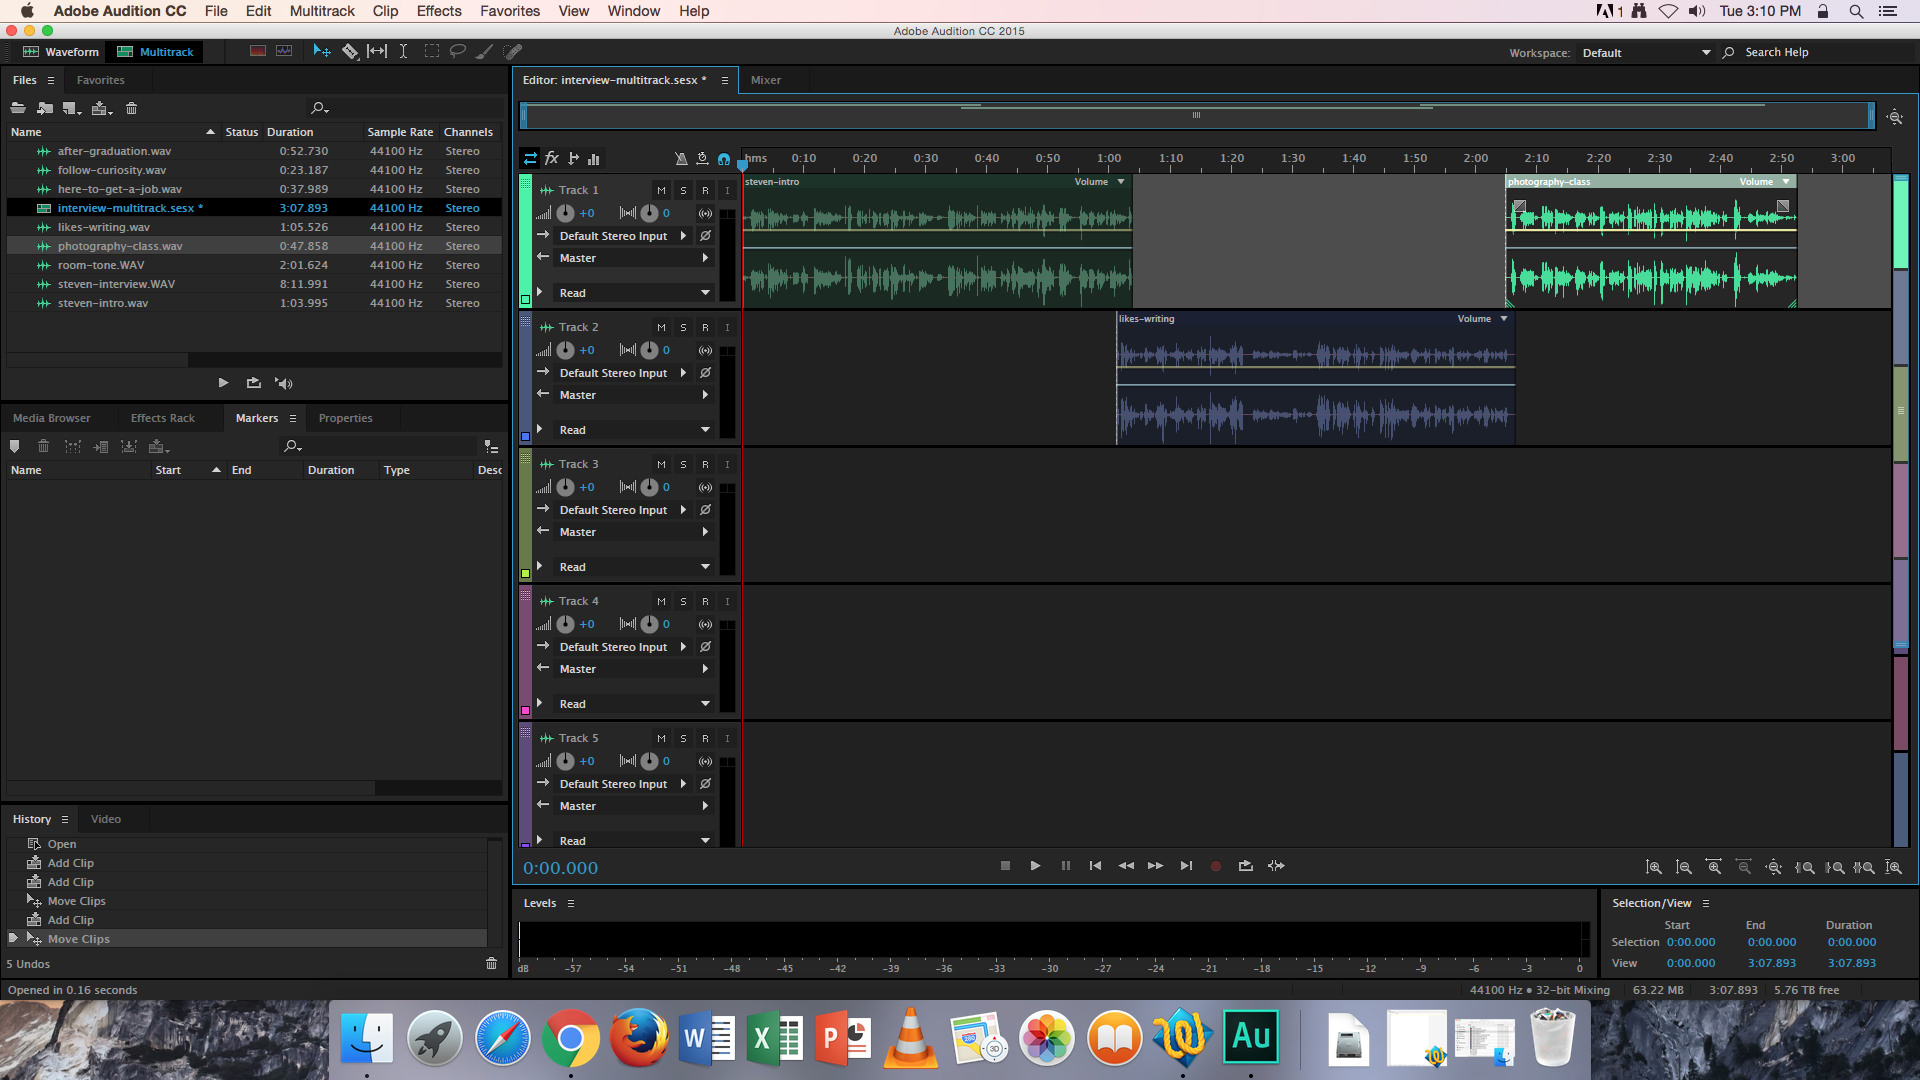 Adobe Audition CC File Edit Multitrack Clip Effects Favorites View Window Help 1 Tue 3:10 PM
Adobe Audition CC 2015
Waveform Multitrack Workspace: Default Search Help
Files Favorites Editor: interview-multitrack.sesx * Mixer
Name Status Duration Sample Rate Channels
after-graduation.wav 0:52.730 44100 Hz Stereo
follow-curiosity.wav 0:23.187 44100 Hz Stereo
here-to-get-a-job.wav 0:37.989 44100 Hz Stereo
interview-multitrack.sesx * 3:07.893 44100 Hz Stereo
likes-writing.wav 1:05.526 44100 Hz Stereo
photography-class.wav 0:47.858 44100 Hz Stereo
room-tone.WAV 2:01.624 44100 Hz Stereo
steven-interview.WAV 8:11.991 44100 Hz Stereo
steven-intro.wav 1:03.995 44100 Hz Stereo
Media Browser Effects Rack Markers Properties
Name Start End Duration Type Desc
History Video
Open
Add Clip
Add Clip
Move Clips
Add Clip
Move Clips
5 Undos
Opened in 0.16 seconds
fx hms 0:10 0:20 0:30 0:40 0:50 1:00 1:10 1:20 1:30 1:40 1:50 2:00 2:10 2:20 2:30 2:40 2:50 3:00
steven-intro Volume photography-class Volume
Track 1 M S R I
+0 0
Default Stereo Input
Master
Read
likes-writing Volume
Track 2 M S R I
+0 0
Default Stereo Input
Master
Read
Track 3 M S R I
+0 0
Default Stereo Input
Master
Read
Track 4 M S R I
+0 0
Default Stereo Input
Master
Read
Track 5 M S R I
+0 0
Default Stereo Input
Master
Read
0:00.000
Levels
dB -57 -54 -51 -48 -45 -42 -39 -36 -33 -30 -27 -24 -21 -18 -15 -12 -9 -6 -3 0
Selection/View
Start End Duration
Selection 0:00.000 0:00.000 0:00.000
View 0:00.000 3:07.893 3:07.893
44100 Hz • 32-bit Mixing 63.22 MB 3:07.893 5.76 TB free
W X P 280 3D Au